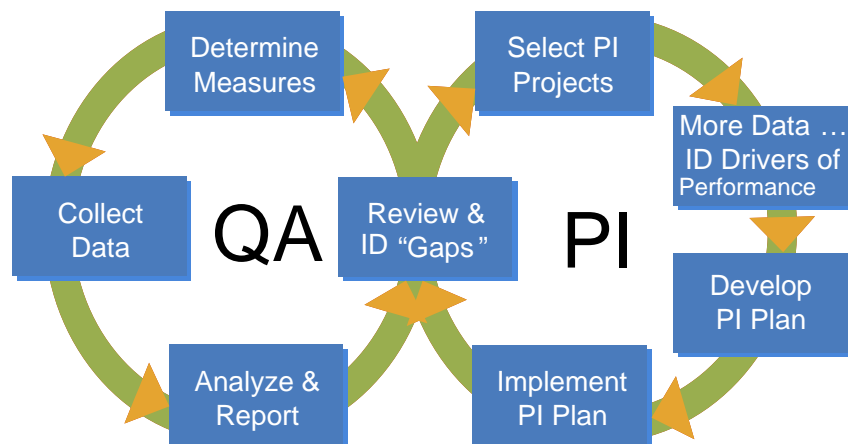 Determine
Measures
Select PI
Projects
More Data ...
ID Drivers of
Performance
Collect
Data
QA
Review &
ID “Gaps”
PI
Develop
PI Plan
Analyze &
Report
Implement
PI Plan